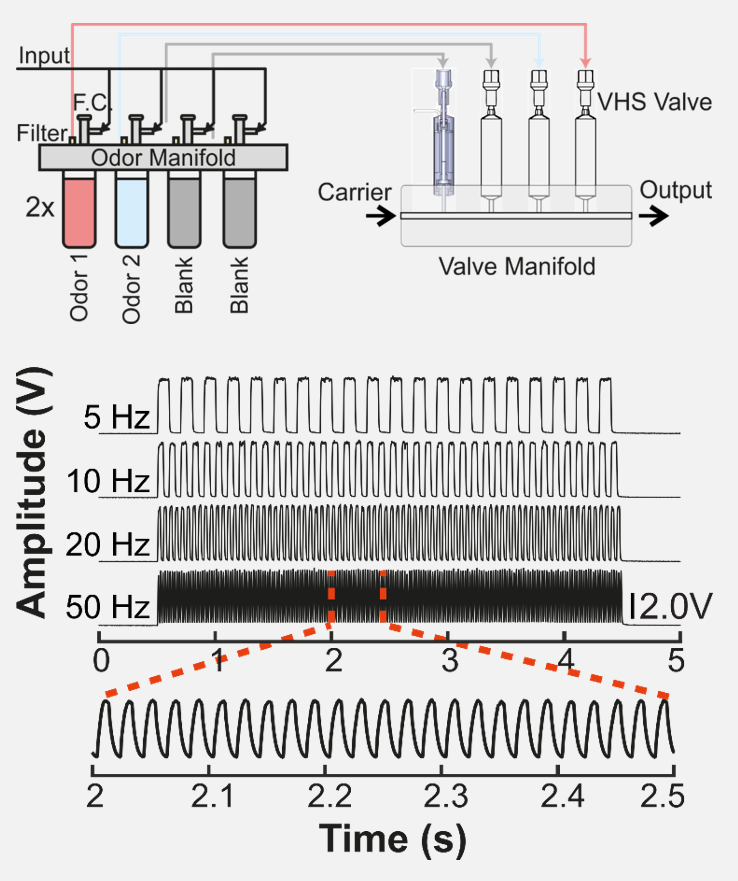 Input
F.C.
Filter
VHS Valve
Odor Manifold
2x
Carrier
Output
Odor 1
Odor 2
Blank
Blank
Valve Manifold
Amplitude (V)
5 Hz
10 Hz
20 Hz
50 Hz
2.0V
0 1 2 3 4 5
2 2.1 2.2 2.3 2.4 2.5
Time (s)